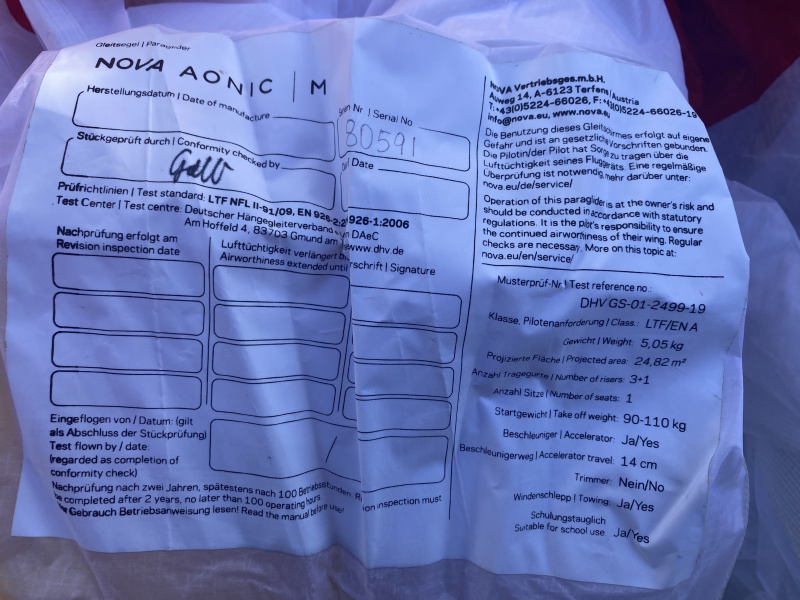 Gleitsegel | Paraglider
NOVA AONIC | M
Herstellungsdatum | Date of manufacture
Nr | Serial No
80591
Stückgeprüft durch | Conformity checked by
Date
Prüfrichtlinien | Test standard: LTF NFL II-91/09, EN 926-2:2 926-1:2006
Test Center | Test centre: Deutscher Hängegleiterverband DAeC
Am Hoffeld 4, 83703 Gmund am www.dhv.de
Nachprüfung erfolgt am
Revision inspection date
Lufttüchtigkeit verlängert
Airworthiness extended until
rschrift | Signature
Eingeflogen von / Datum: (gilt
als Abschluss der Stückprüfung)
Test flown by / date:
(regarded as completion of
conformity check)
/
Nachprüfung nach zwei Jahren, spätestens nach 100 Betriebsstunden. R
be completed after 2 years, no later than 100 operating hours. on inspection must
Gebrauch Betriebsanweisung lesen! Read the manual before use!
NOVA Vertriebsges.m.b.H.
Auweg 14, A-6123 Terfens/Austria
T: +43(0)5224-66026, F: +43(0)5224-66026-19
info@nova.eu, www.nova.eu
Die Benutzung dieses Gleitschirmes erfolgt auf eigene
Gefahr und ist an gesetzliche Vorschriften gebunden.
Die Pilotin/der Pilot hat Sorge zu tragen über die
Lufttüchtigkeit seines Fluggeräts. Eine regelmäßige
Überprüfung ist notwendig, mehr darüber unter:
nova.eu/de/service/
Operation of this paraglider is at the owner's risk and
should be conducted in accordance with statutory
regulations. It is the pilot's responsibility to ensure
the continued airworthiness of their wing. Regular
checks are necessary. More on this topic at:
nova.eu/en/service/
Musterprüf-Nr. | Test reference no.:
DHV GS-01-2499-19
Klasse, Pilotenanforderung | Class.: LTF/EN A
Gewicht | Weight: 5,05 kg
Projizierte Fläche | Projected area: 24,82 m²
Anzahl Tragegurte | Number of risers: 3+1
Anzahl Sitze | Number of seats: 1
Startgewicht | Take off weight: 90-110 kg
Beschleuniger | Accelerator: Ja/Yes
Beschleunigerweg | Accelerator travel: 14 cm
Trimmer: Nein/No
Windenschlepp | Towing: Ja/Yes
Schulungstauglich
Suitable for school use: Ja/Yes